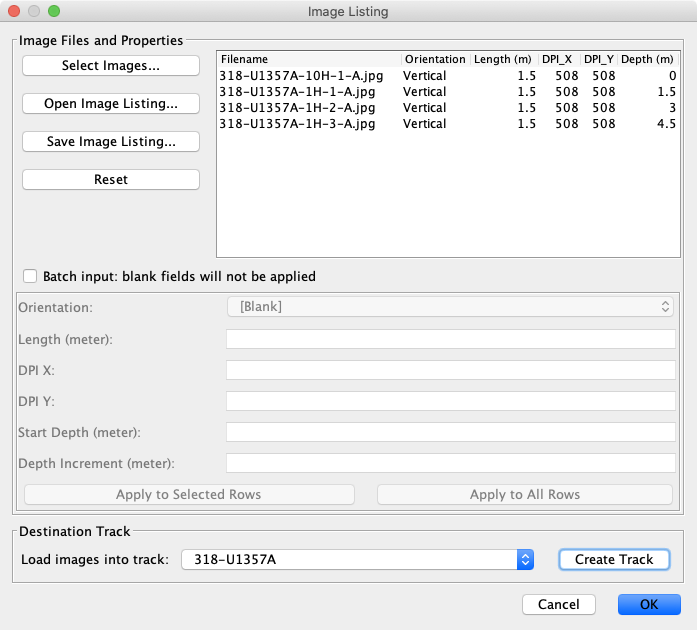 Image Listing
Image Files and Properties
Select Images...
Open Image Listing...
Save Image Listing...
Reset
Filename Orientation Length (m) DPI_X DPI_Y Depth (m)
318-U1357A-10H-1-A.jpg Vertical 1.5 508 508 0
318-U1357A-1H-1-A.jpg Vertical 1.5 508 508 1.5
318-U1357A-1H-2-A.jpg Vertical 1.5 508 508 3
318-U1357A-1H-3-A.jpg Vertical 1.5 508 508 4.5
Batch input: blank fields will not be applied
Orientation: [Blank]
Length (meter):
DPI X:
DPI Y:
Start Depth (meter):
Depth Increment (meter):
Apply to Selected Rows Apply to All Rows
Destination Track
Load images into track: 318-U1357A Create Track
Cancel OK